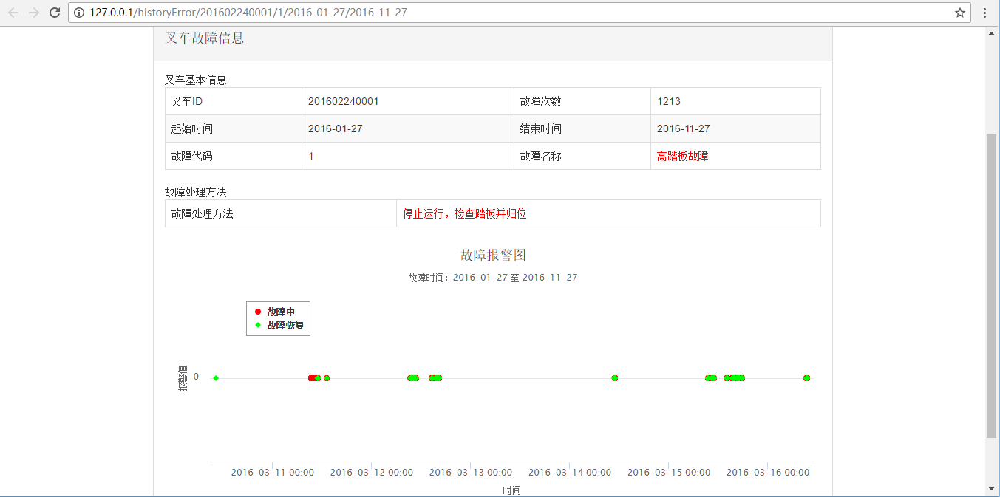 127.0.0.1/historyError/201602240001/1/2016-01-27/2016-11-27
叉车故障信息
叉车基本信息
叉车ID 201602240001 故障次数 1213
起始时间 2016-01-27 结束时间 2016-11-27
故障代码 1 故障名称 高踏板故障
故障处理方法
故障处理方法 停止运行，检查踏板并归位
故障报警图
故障时间：2016-01-27 至 2016-11-27
故障中
故障恢复
报警值
0
2016-03-11 00:00 2016-03-12 00:00 2016-03-13 00:00 2016-03-14 00:00 2016-03-15 00:00 2016-03-16 00:00
时间